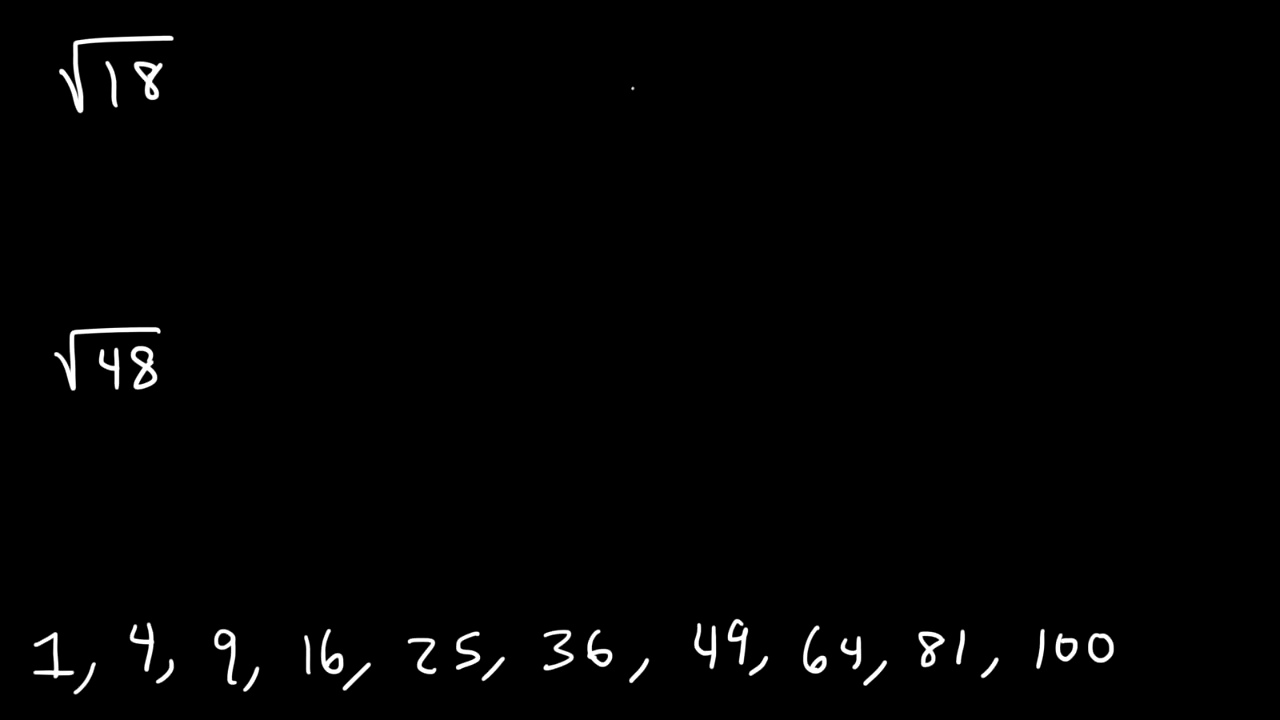 √18
√48
1, 4, 9, 16, 25, 36, 49, 64, 81, 100